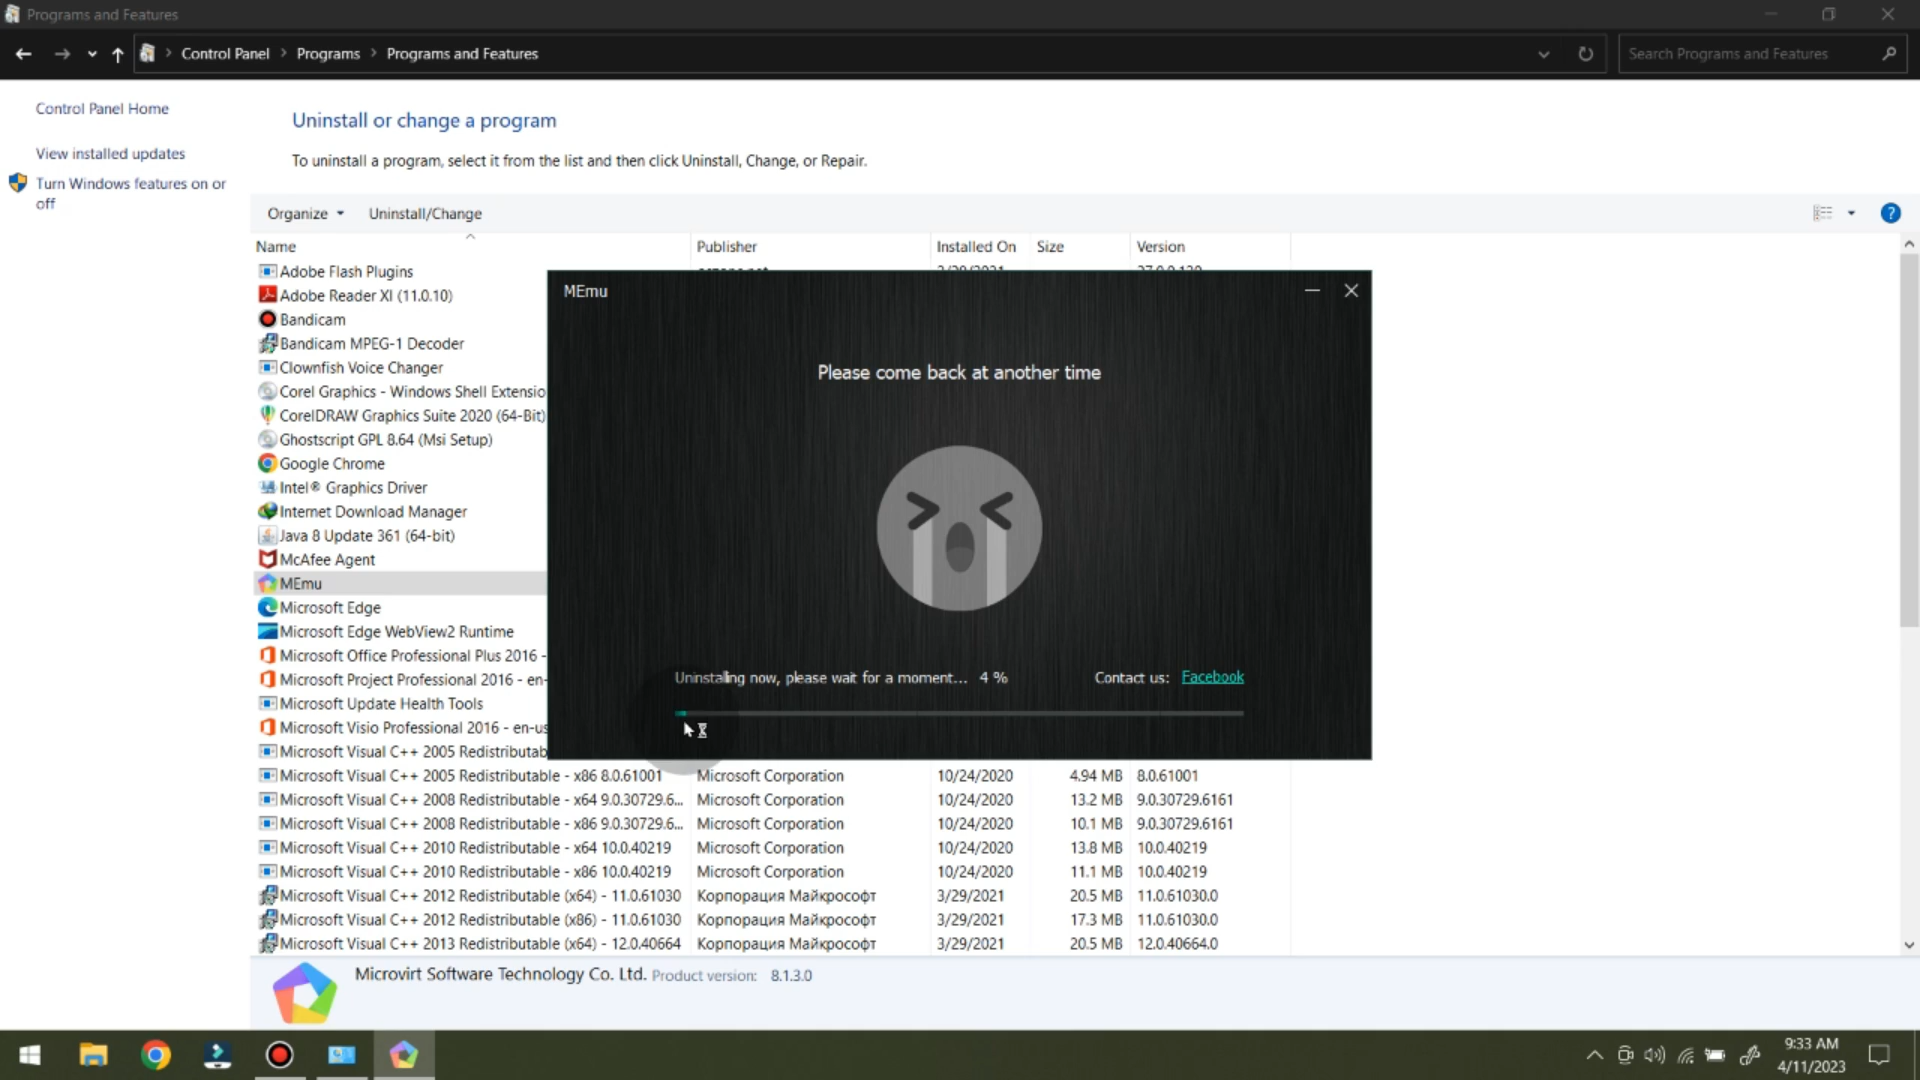 Programs and Features
Control Panel
Programs
Programs and Features
Search Programs and Features
Control Panel Home
View installed updates
Turn Windows features on or
off
Uninstall or change a program
To uninstall a program, select it from the list and then click Uninstall, Change, or Repair.
Organize
Uninstall/Change
Name Publisher Installed On Size Version
Adobe Flash Plugins
Adobe Reader XI (11.0.10)
Bandicam
Bandicam MPEG-1 Decoder
Clownfish Voice Changer
Corel Graphics - Windows Shell Extensio
CorelDRAW Graphics Suite 2020 (64-Bit)
Ghostscript GPL 8.64 (Msi Setup)
Google Chrome
Intel® Graphics Driver
Internet Download Manager
Java 8 Update 361 (64-bit)
McAfee Agent
MEmu
Microsoft Edge
Microsoft Edge WebView2 Runtime
Microsoft Office Professional Plus 2016 -
Microsoft Project Professional 2016 - en-
Microsoft Update Health Tools
Microsoft Visio Professional 2016 - en-us
Microsoft Visual C++ 2005 Redistributab
Microsoft Visual C++ 2005 Redistributable - x86 8.0.61001 Microsoft Corporation 10/24/2020 4.94 MB 8.0.61001
Microsoft Visual C++ 2008 Redistributable - x64 9.0.30729.6... Microsoft Corporation 10/24/2020 13.2 MB 9.0.30729.6161
Microsoft Visual C++ 2008 Redistributable - x86 9.0.30729.6... Microsoft Corporation 10/24/2020 10.1 MB 9.0.30729.6161
Microsoft Visual C++ 2010 Redistributable - x64 10.0.40219 Microsoft Corporation 10/24/2020 13.8 MB 10.0.40219
Microsoft Visual C++ 2010 Redistributable - x86 10.0.40219 Microsoft Corporation 10/24/2020 11.1 MB 10.0.40219
Microsoft Visual C++ 2012 Redistributable (x64) - 11.0.61030 Корпорация Майкрософт 3/29/2021 20.5 MB 11.0.61030.0
Microsoft Visual C++ 2012 Redistributable (x86) - 11.0.61030 Корпорация Майкрософт 3/29/2021 17.3 MB 11.0.61030.0
Microsoft Visual C++ 2013 Redistributable (x64) - 12.0.40664 Корпорация Майкрософт 3/29/2021 20.5 MB 12.0.40664.0
MEmu
Please come back at another time
Uninstalling now, please wait for a moment... 4 %
Contact us: Facebook
Microvirt Software Technology Co. Ltd. Product version: 8.1.3.0
9:33 AM
4/11/2023